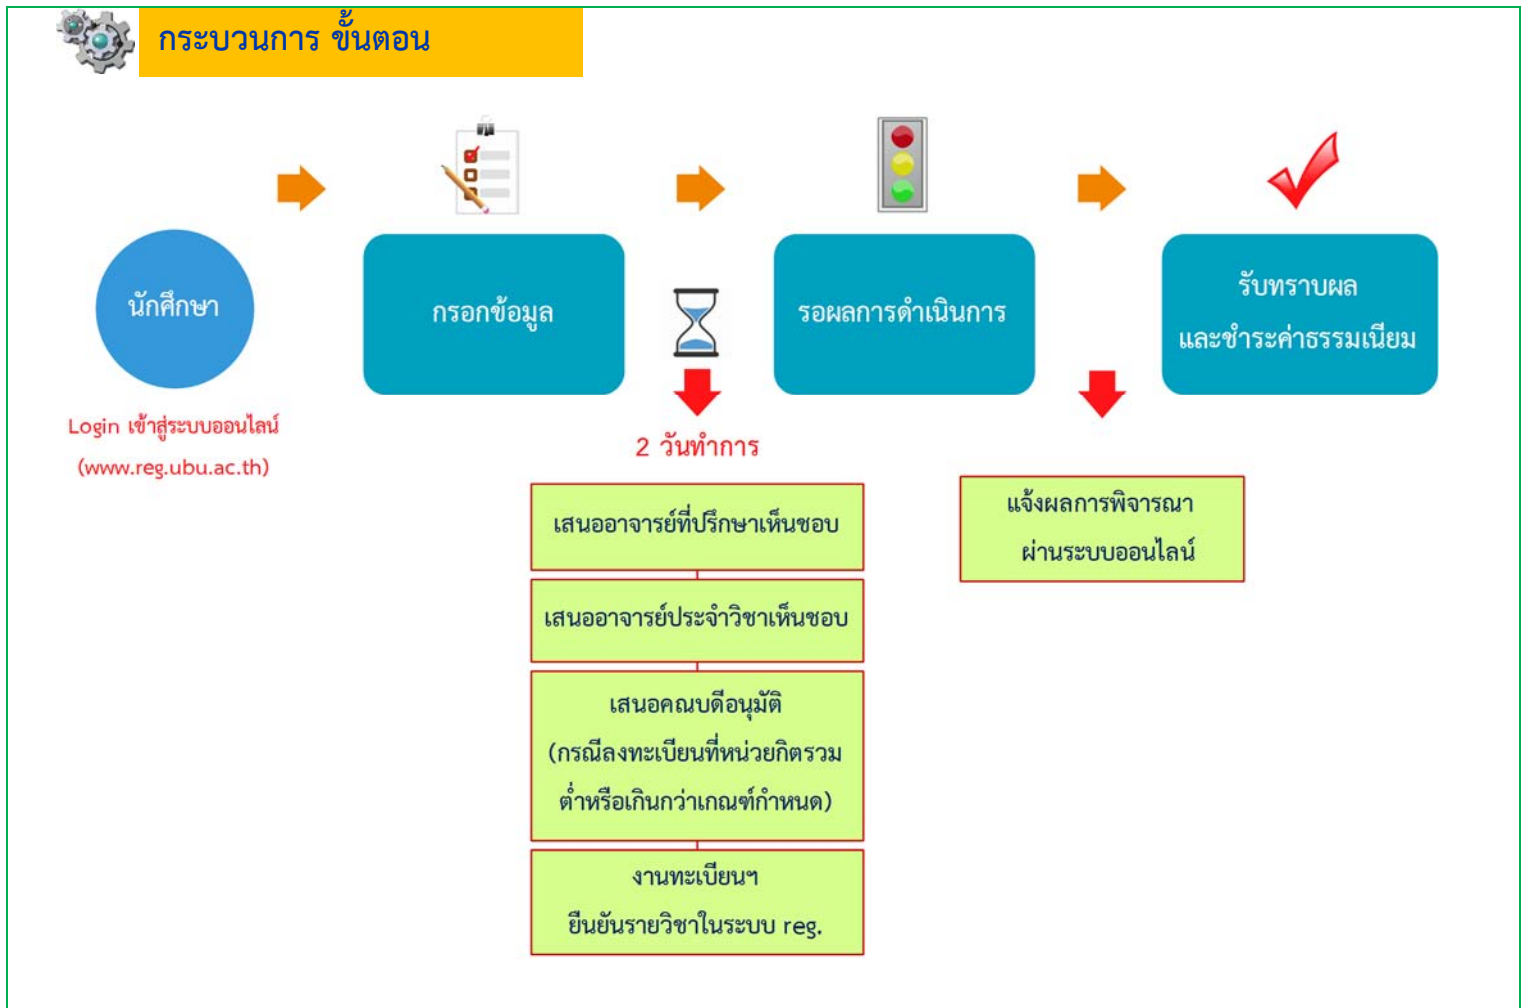 กระบวนการ ขั้นตอน
นักศึกษา
กรอกข้อมูล
รอผลการดำเนินการ
รับทราบผล
และชำระค่าธรรมเนียม
Login เข้าสู่ระบบออนไลน์
(www.reg.ubu.ac.th)
2 วันทำการ
เสนออาจารย์ที่ปรึกษาเห็นชอบ
เสนออาจารย์ประจำวิชาเห็นชอบ
เสนอคณบดีอนุมัติ
(กรณีลงทะเบียนที่หน่วยกิตรวม
ต่ำหรือเกินกว่าเกณฑ์กำหนด)
งานทะเบียนฯ
ยืนยันรายวิชาในระบบ reg.
แจ้งผลการพิจารณา
ผ่านระบบออนไลน์